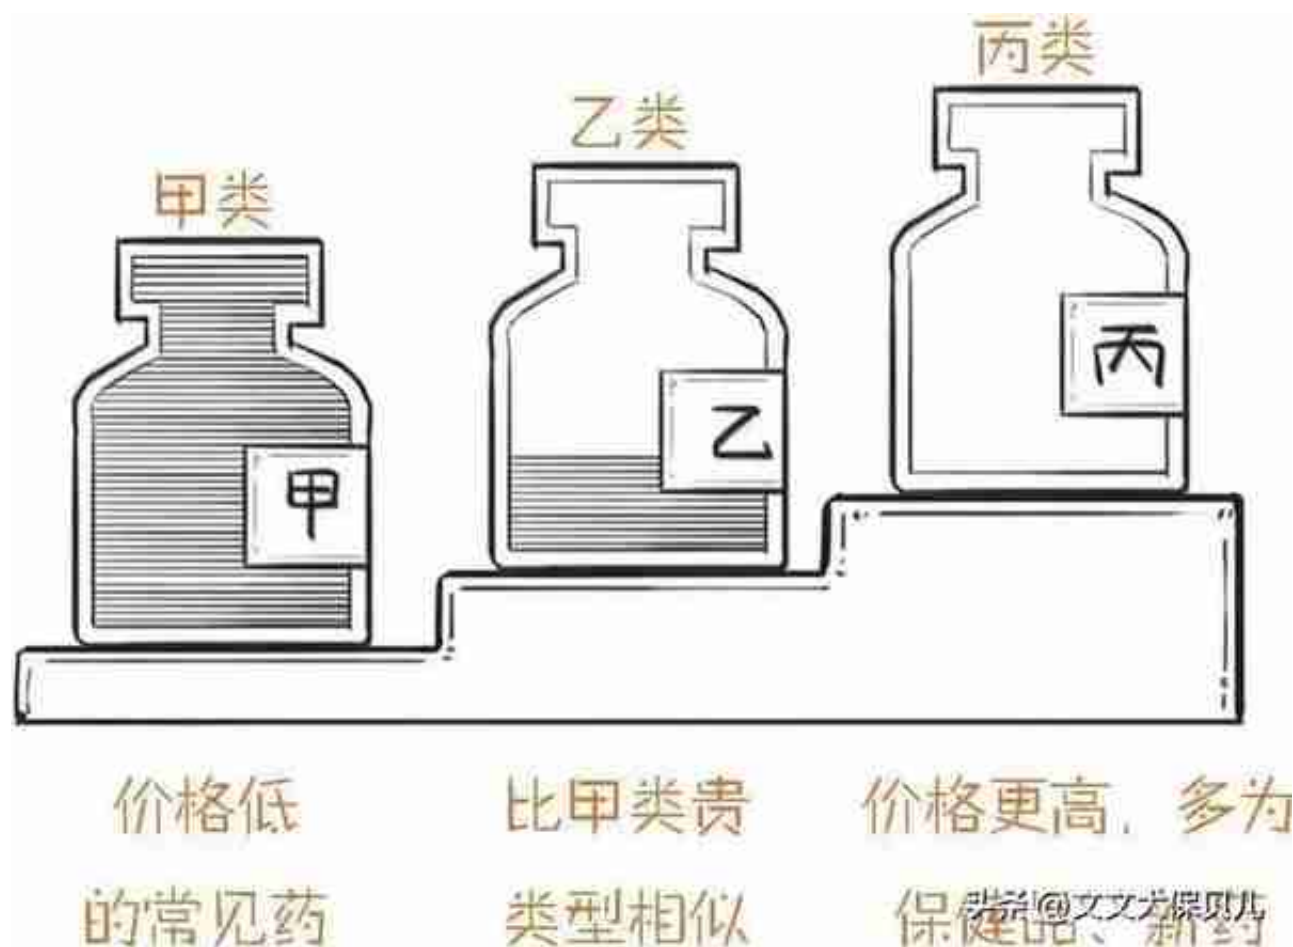 丙类
乙类
甲类
丙
乙
甲
价格低
的常见药
比甲类贵
类型相似
价格更高、多为
保健品、新药
头条@文文大保贝儿